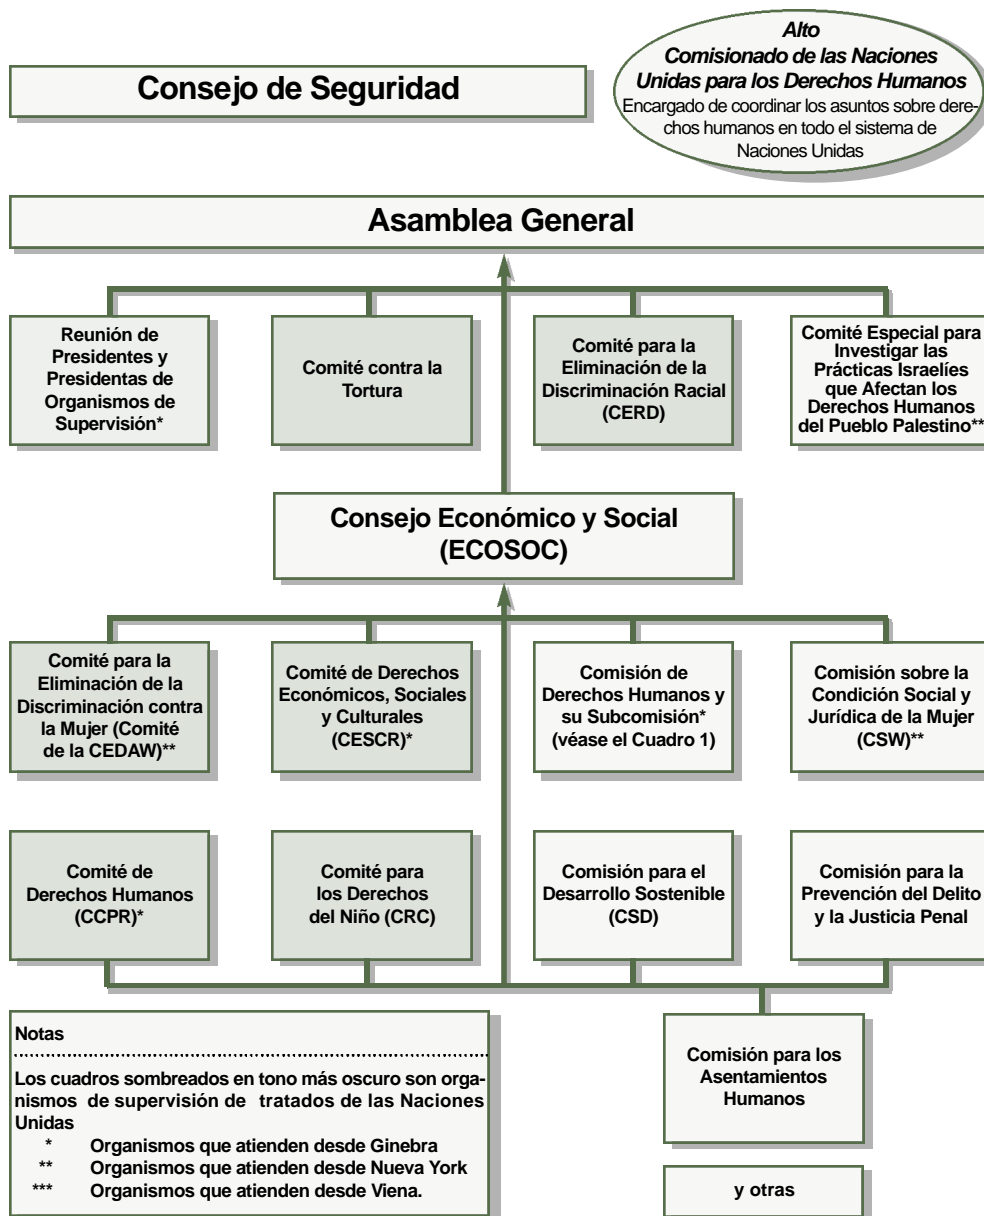 Alto
Comisionado de las Naciones
Unidas para los Derechos Humanos
Encargado de coordinar los asuntos sobre dere-
chos humanos en todo el sistema de
Naciones Unidas
Consejo de Seguridad
Asamblea General
Reunión de
Presidentes y
Presidentas de
Organismos de
Supervisión*
Comité contra la
Tortura
Comité para la
Eliminación de la
Discriminación Racial
(CERD)
Comité Especial para
Investigar las
Prácticas Israelíes
que Afectan los
Derechos Humanos
del Pueblo Palestino**
Consejo Económico y Social
(ECOSOC)
Comité para la
Eliminación de la
Discriminación contra
la Mujer (Comité
de la CEDAW)**
Comité de Derechos
Económicos, Sociales
y Culturales
(CESCR)*
Comisión de
Derechos Humanos y
su Subcomisión*
(véase el Cuadro 1)
Comisión sobre la
Condición Social y
Jurídica de la Mujer
(CSW)**
Comité de
Derechos Humanos
(CCPR)*
Comité para
los Derechos
del Niño (CRC)
Comisión para el
Desarrollo Sostenible
(CSD)
Comisión para la
Prevención del Delito
y la Justicia Penal
Notas
Los cuadros sombreados en tono más oscuro son orga-
nismos de supervisión de tratados de las Naciones
Unidas
* Organismos que atienden desde Ginebra
** Organismos que atienden desde Nueva York
*** Organismos que atienden desde Viena.
Comisión para los
Asentamientos
Humanos
y otras